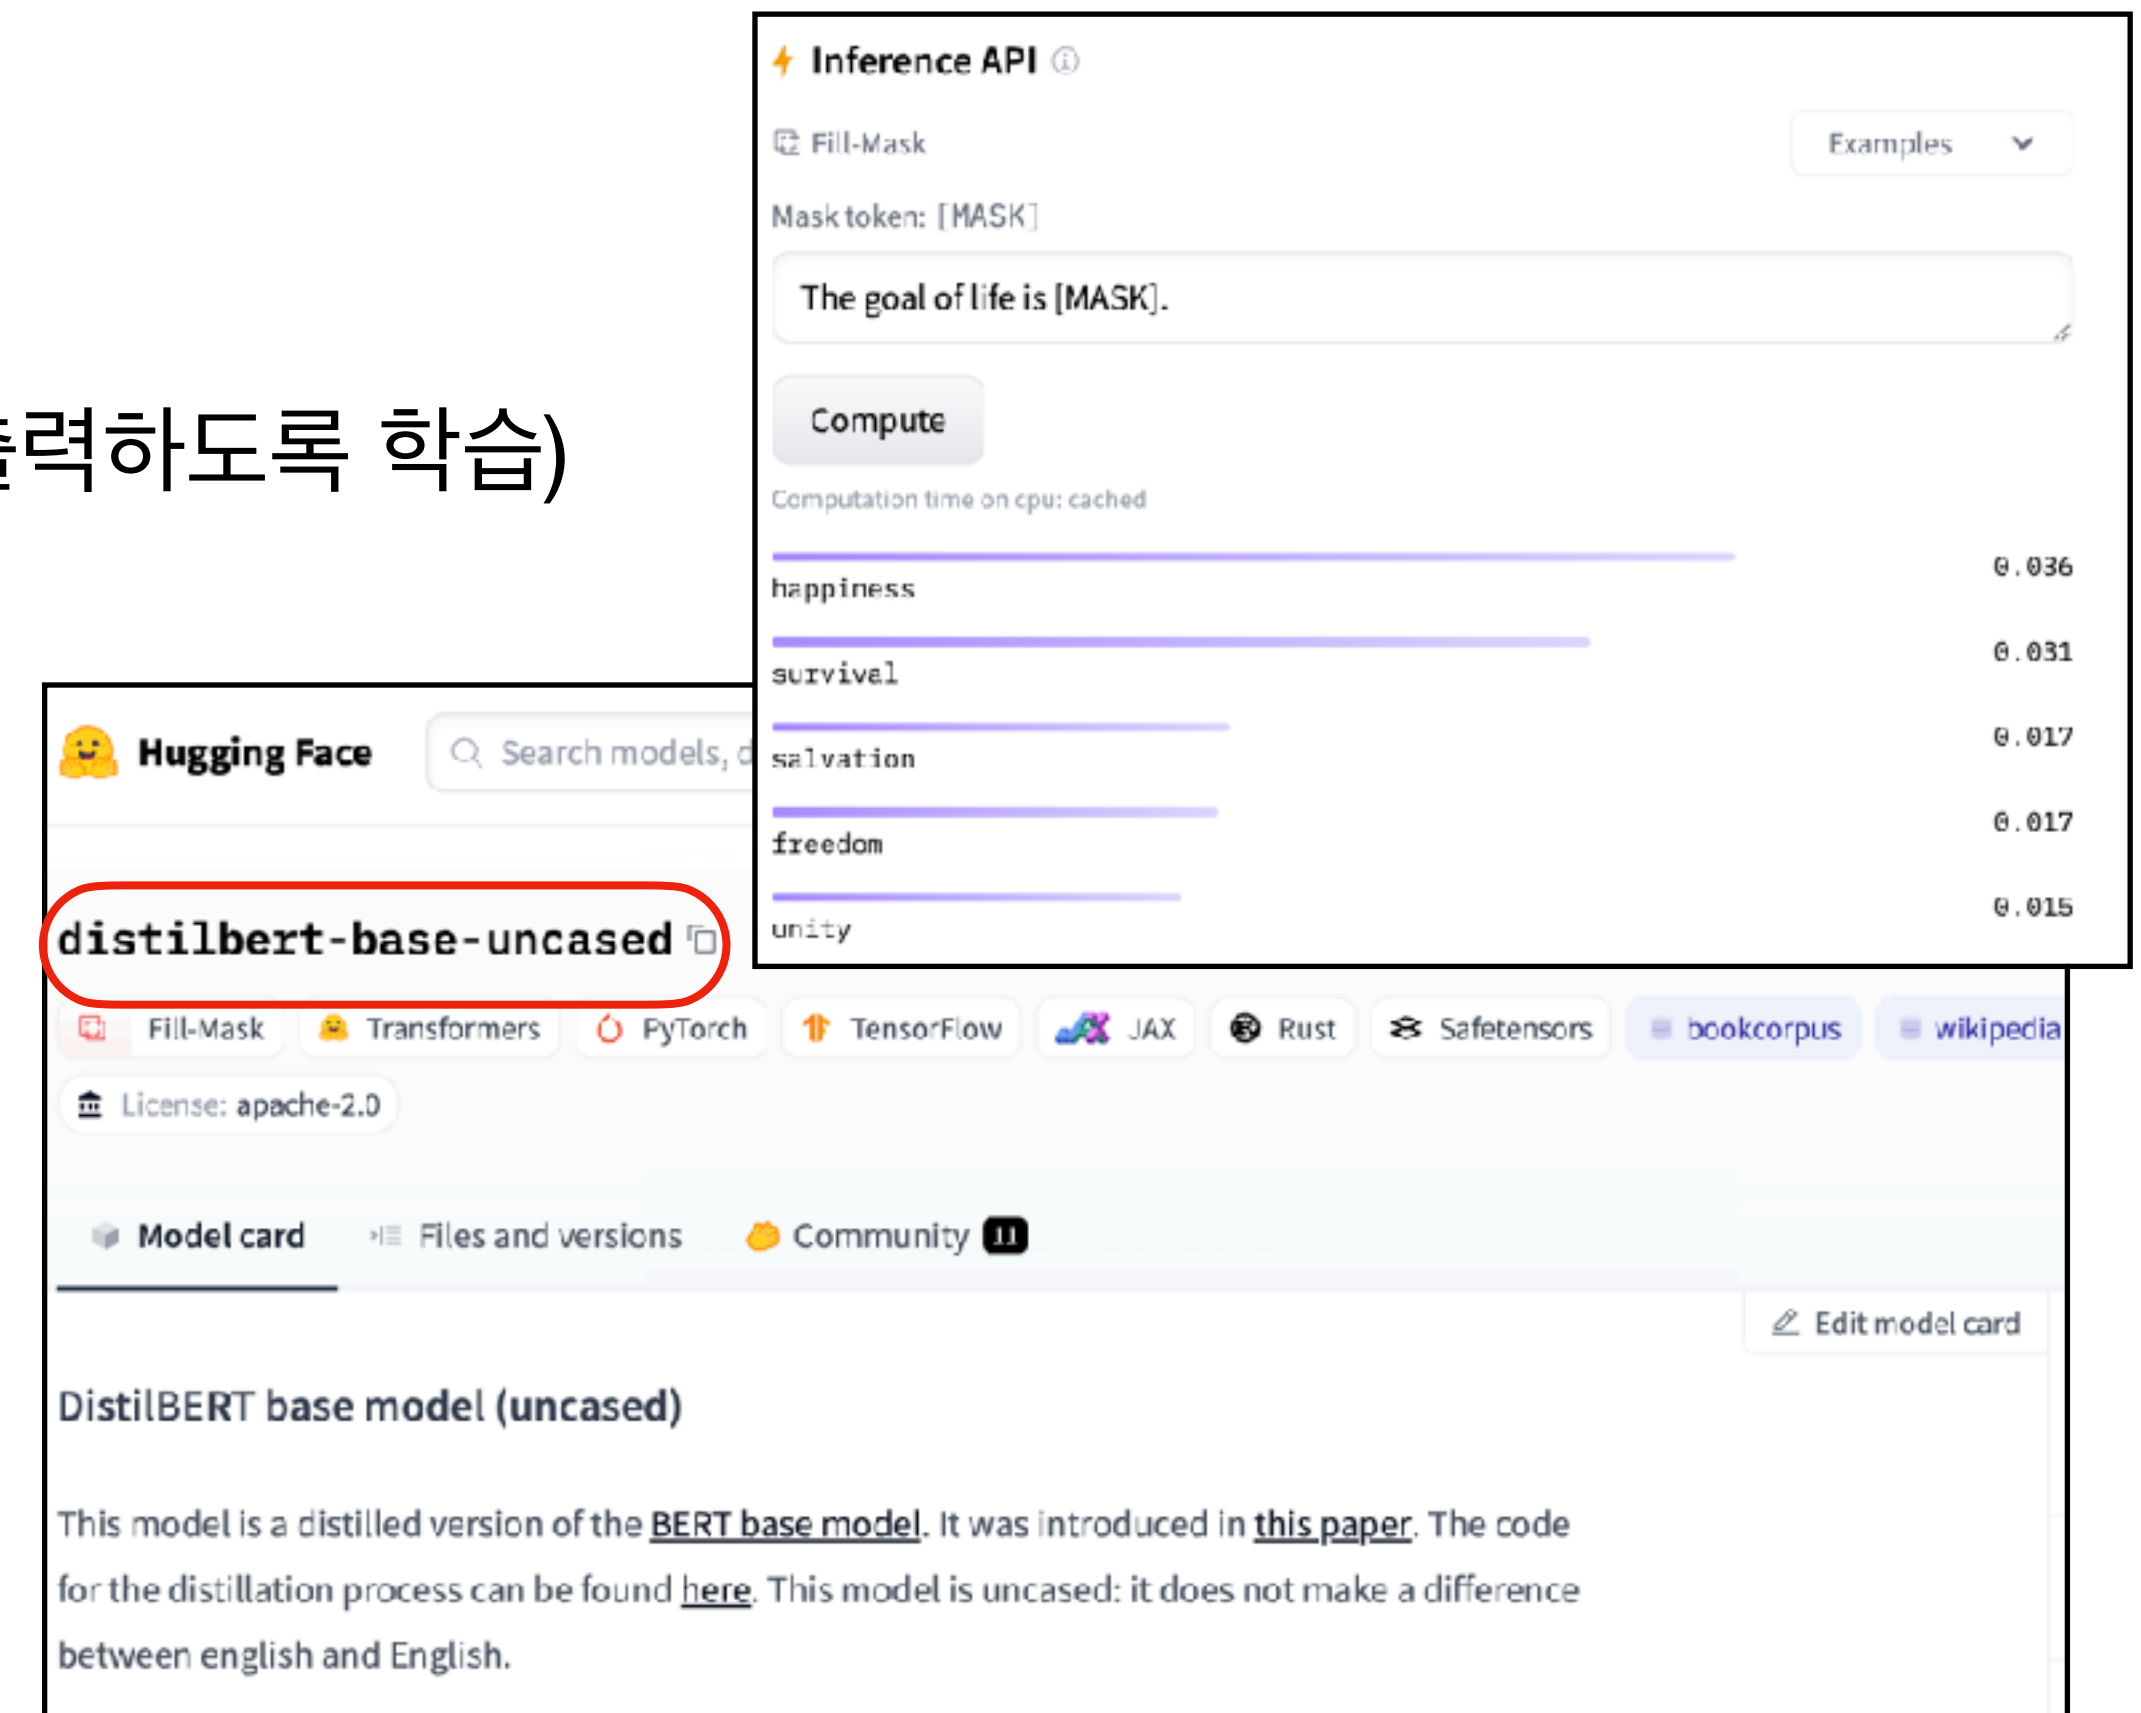 Inference API
Fill-Mask
Examples
Mask token: [MASK]
The goal of life is [MASK].
Compute
Computation time on cpu: cached
happiness 0.036
survival 0.031
salvation 0.017
freedom 0.017
unity 0.015
출력하도록 학습)
Hugging Face
Search models, d
distilbert-base-uncased
Fill-Mask Transformers PyTorch TensorFlow JAX Rust Safetensors bookcorpus wikipedia
License: apache-2.0
Model card Files and versions Community 11
Edit model card
DistilBERT base model (uncased)
This model is a distilled version of the BERT base model. It was introduced in this paper. The code
for the distillation process can be found here. This model is uncased: it does not make a difference
between english and English.